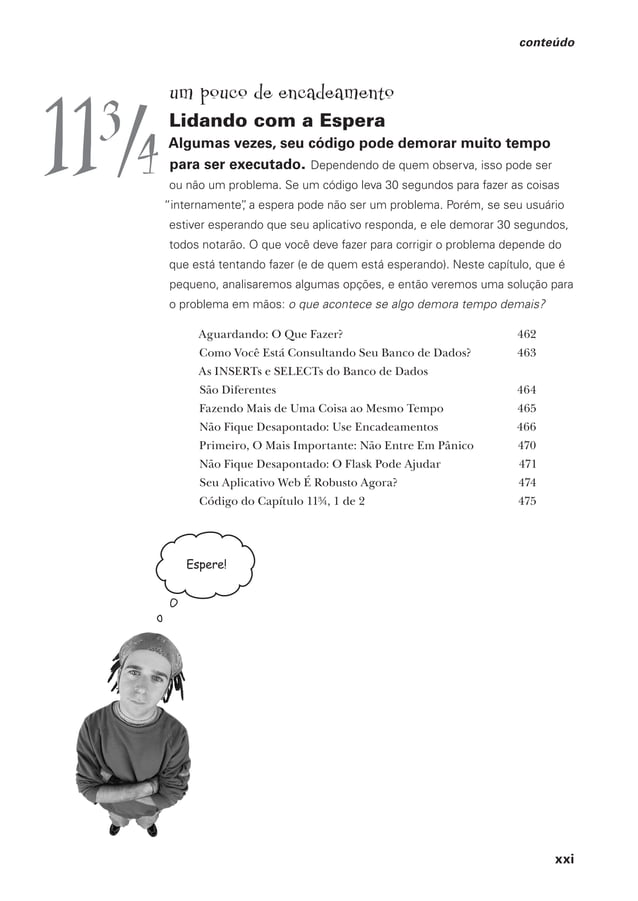 conteúdo
11¾
um pouco de encadeamento
Lidando com a Espera
Algumas vezes, seu código pode demorar muito tempo
para ser executado. Dependendo de quem observa, isso pode ser
ou não um problema. Se um código leva 30 segundos para fazer as coisas
“internamente”, a espera pode não ser um problema. Porém, se seu usuário
estiver esperando que seu aplicativo responda, e ele demorar 30 segundos,
todos notarão. O que você deve fazer para corrigir o problema depende do
que está tentando fazer (e de quem está esperando). Neste capítulo, que é
pequeno, analisaremos algumas opções, e então veremos uma solução para
o problema em mãos: o que acontece se algo demora tempo demais?
Aguardando: O Que Fazer? 462
Como Você Está Consultando Seu Banco de Dados? 463
As INSERTs e SELECTs do Banco de Dados
São Diferentes 464
Fazendo Mais de Uma Coisa ao Mesmo Tempo 465
Não Fique Desapontado: Use Encadeamentos 466
Primeiro, O Mais Importante: Não Entre Em Pânico 470
Não Fique Desapontado: O Flask Pode Ajudar 471
Seu Aplicativo Web É Robusto Agora? 474
Código do Capítulo 11¾, 1 de 2 475
Espere!
xxi